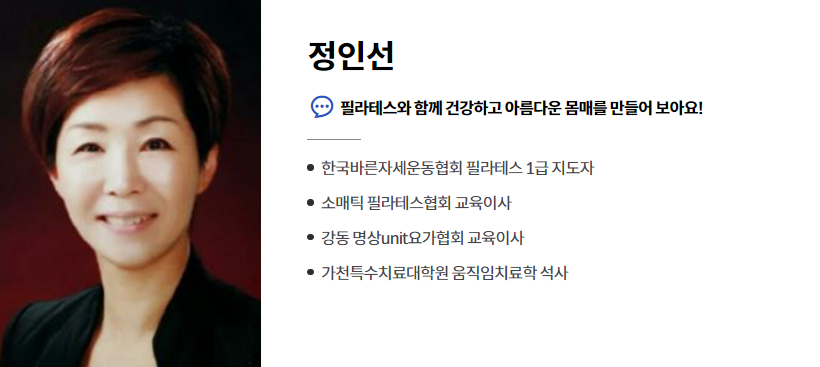 정인선
필라테스와 함께 건강하고 아름다운 몸매를 만들어 보아요!
한국바른자세운동협회 필라테스 1급 지도자
소매틱 필라테스협회 교육이사
강동 명상unit요가협회 교육이사
가천특수치료대학원 움직임치료학 석사